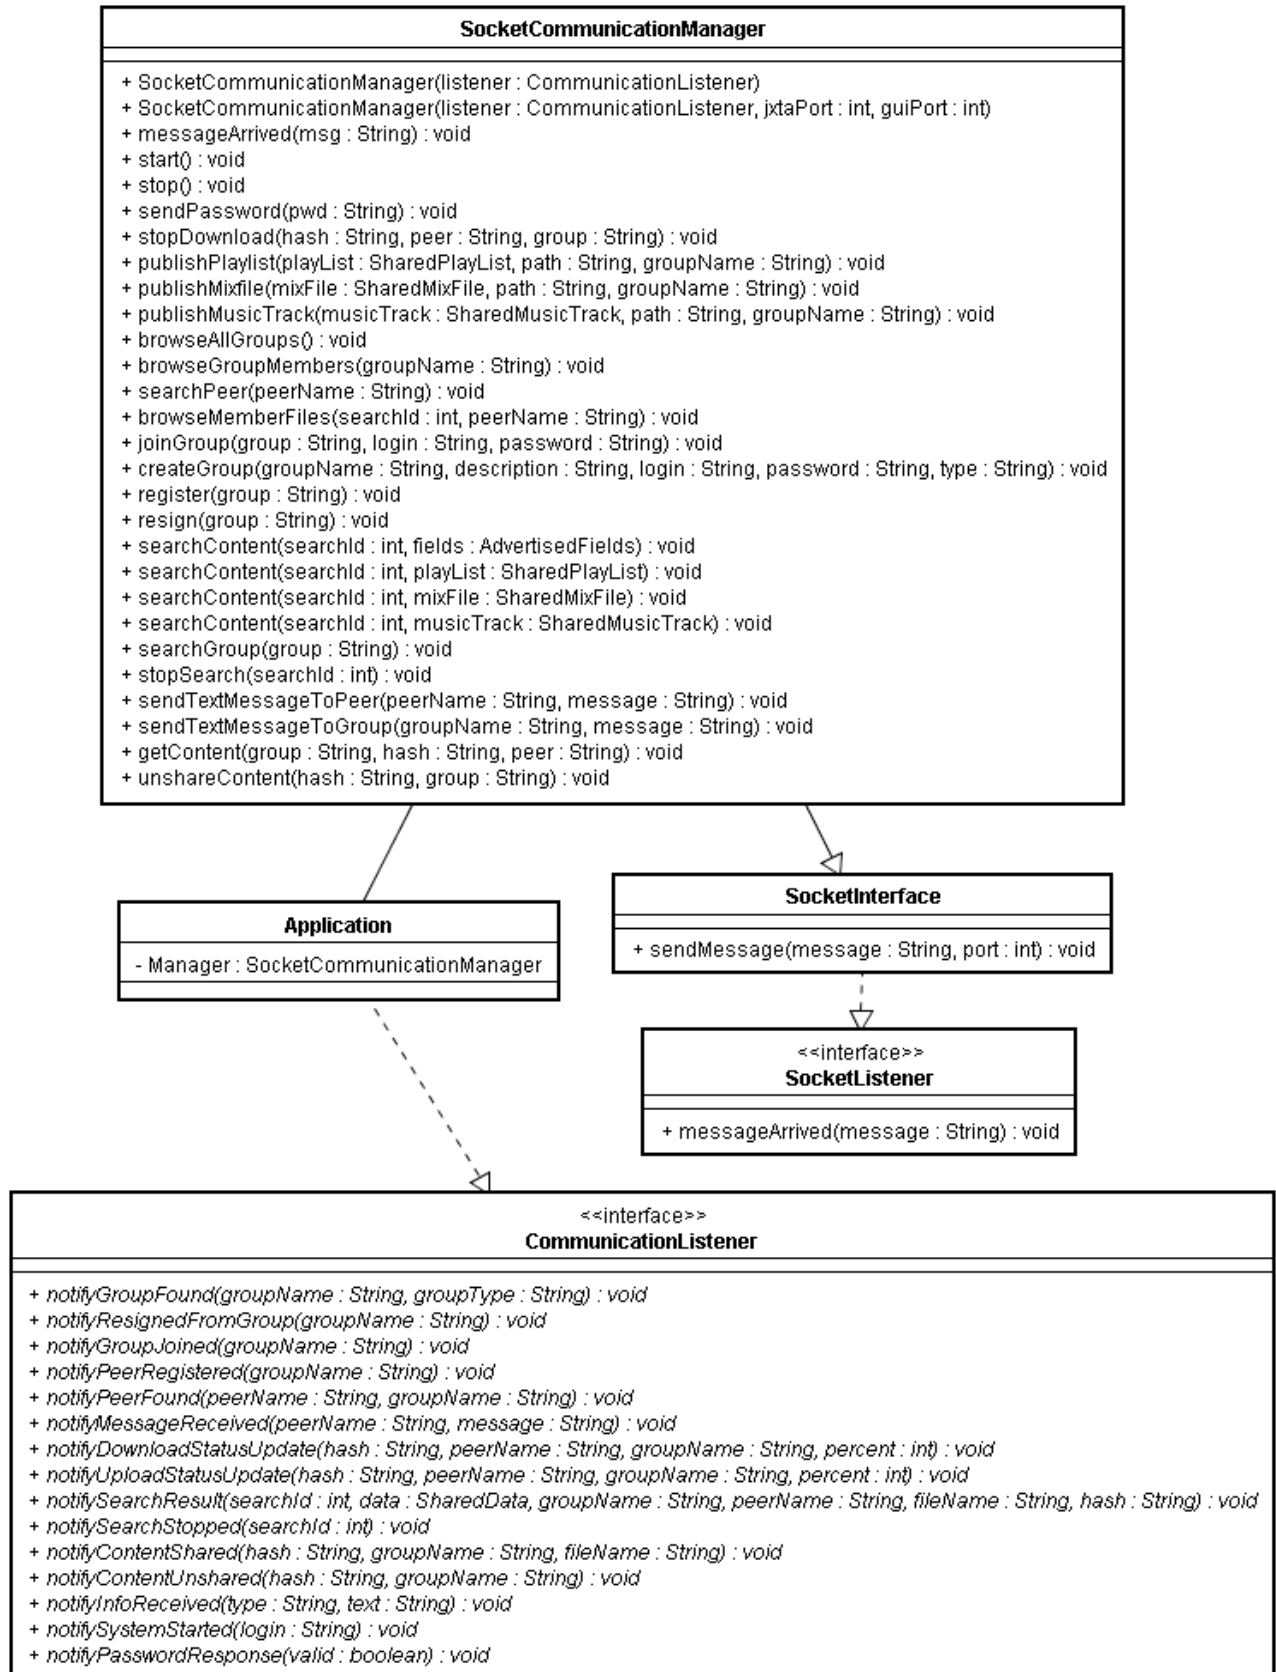 SocketCommunicationManager
+ SocketCommunicationManager(listener : CommunicationListener)
+ SocketCommunicationManager(listener : CommunicationListener, jxtaPort : int, guiPort : int)
+ messageArrived(msg : String) : void
+ start() : void
+ stop() : void
+ sendPassword(pwd : String) : void
+ stopDownload(hash : String, peer : String, group : String) : void
+ publishPlaylist(playList : SharedPlayList, path : String, groupName : String) : void
+ publishMixfile(mixFile : SharedMixFile, path : String, groupName : String) : void
+ publishMusicTrack(musicTrack : SharedMusicTrack, path : String, groupName : String) : void
+ browseAllGroups() : void
+ browseGroupMembers(groupName : String) : void
+ searchPeer(peerName : String) : void
+ browseMemberFiles(searchId : int, peerName : String) : void
+ joinGroup(group : String, login : String, password : String) : void
+ createGroup(groupName : String, description : String, login : String, password : String, type : String) : void
+ register(group : String) : void
+ resign(group : String) : void
+ searchContent(searchId : int, fields : AdvertisedFields) : void
+ searchContent(searchId : int, playList : SharedPlayList) : void
+ searchContent(searchId : int, mixFile : SharedMixFile) : void
+ searchContent(searchId : int, musicTrack : SharedMusicTrack) : void
+ searchGroup(group : String) : void
+ stopSearch(searchId : int) : void
+ sendTextMessageToPeer(peerName : String, message : String) : void
+ sendTextMessageToGroup(groupName : String, message : String) : void
+ getContent(group : String, hash : String, peer : String) : void
+ unshareContent(hash : String, group : String) : void
Application
- Manager : SocketCommunicationManager
SocketInterface
+ sendMessage(message : String, port : int) : void
<<interface>>
SocketListener
+ messageArrived(message : String) : void
<<interface>>
CommunicationListener
+ notifyGroupFound(groupName : String, groupType : String) : void
+ notifyResignedFromGroup(groupName : String) : void
+ notifyGroupJoined(groupName : String) : void
+ notifyPeerRegistered(groupName : String) : void
+ notifyPeerFound(peerName : String, groupName : String) : void
+ notifyMessageReceived(peerName : String, message : String) : void
+ notifyDownloadStatusUpdate(hash : String, peerName : String, groupName : String, percent : int) : void
+ notifyUploadStatusUpdate(hash : String, peerName : String, groupName : String, percent : int) : void
+ notifySearchResult(searchId : int, data : SharedData, groupName : String, peerName : String, fileName : String, hash : String) : void
+ notifySearchStopped(searchId : int) : void
+ notifyContentShared(hash : String, groupName : String, fileName : String) : void
+ notifyContentUnshared(hash : String, groupName : String) : void
+ notifyInfoReceived(type : String, text : String) : void
+ notifySystemStarted(login : String) : void
+ notifyPasswordResponse(valid : boolean) : void